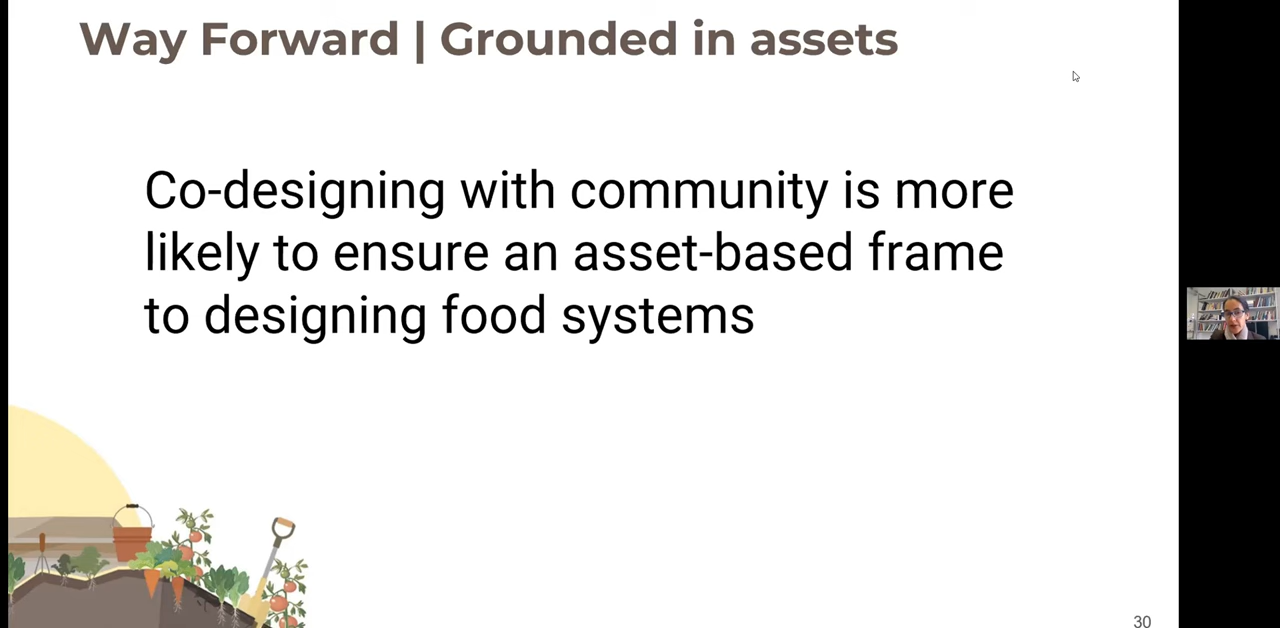 Way Forward | Grounded in assets
Co-designing with community is more
likely to ensure an asset-based frame
to designing food systems
30